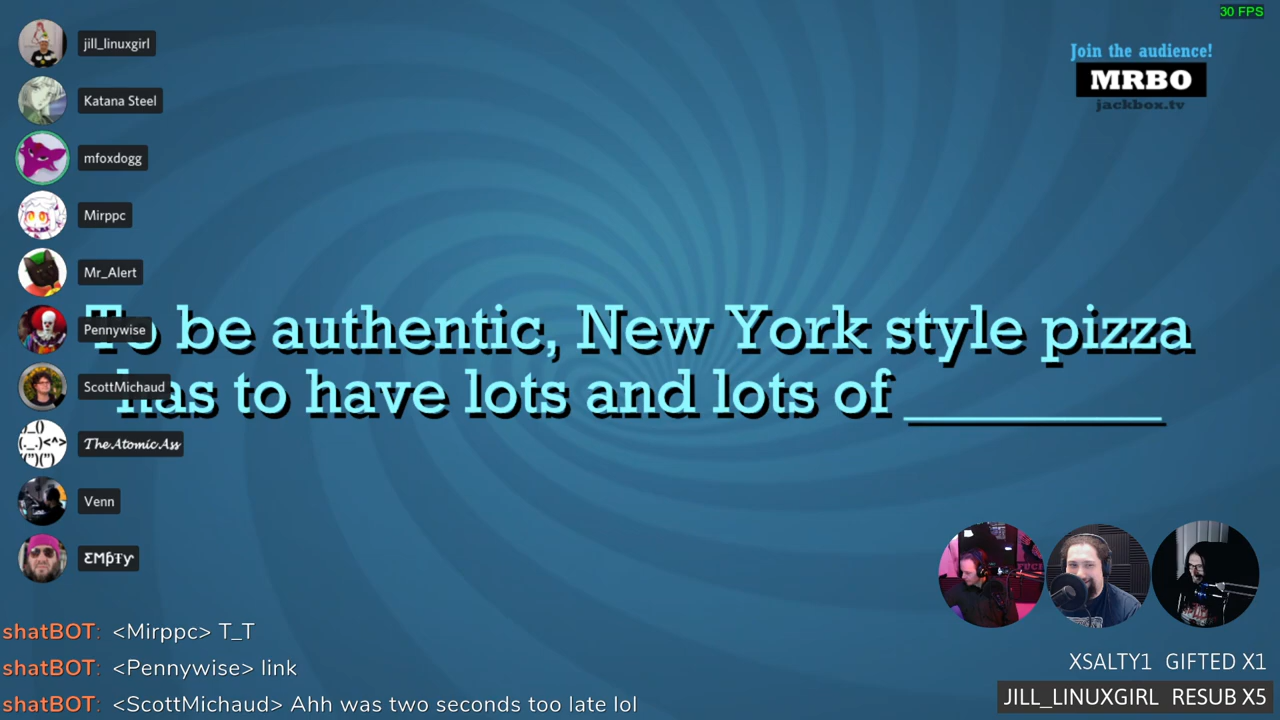 30 FPS
jill_linuxgirl
Join the audience!
MRBO
jackbox.tv
Katana Steel
mfoxdogg
Mirppc
Mr_Alert
Pennywise
To be authentic, New York style pizza
ScottMichaud
has to have lots and lots of __________
TheAtomicAss
Venn
ƐMƥŦƴ
shatBOT: <Mirppc> T_T
shatBOT: <Pennywise> link
shatBOT: <ScottMichaud> Ahh was two seconds too late lol
XSALTY1 GIFTED X1
JILL_LINUXGIRL RESUB X5